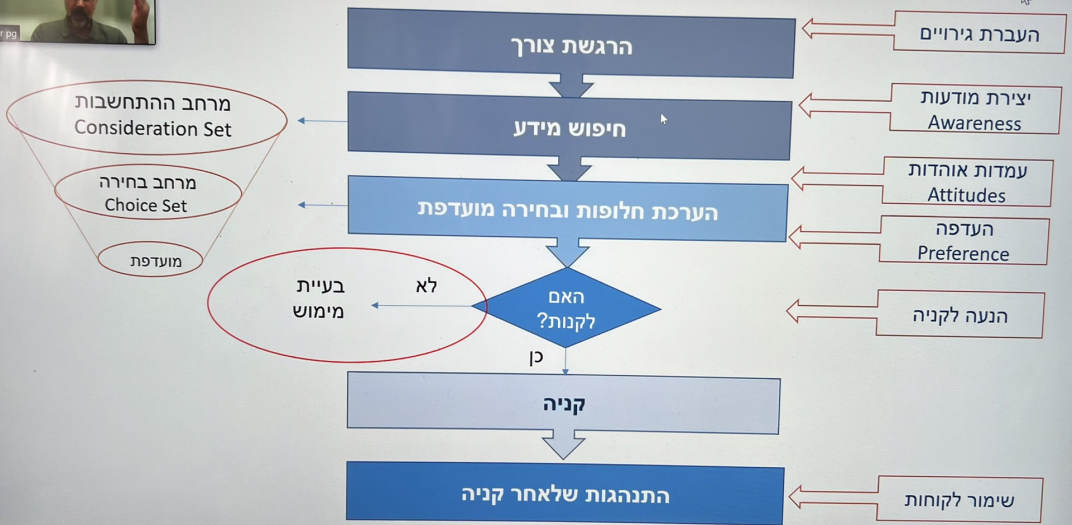 r pg
הרגשת צורך
העברת גירויים
חיפוש מידע
יצירת מודעות
Awareness
מרחב ההתחשבות
Consideration Set
הערכת חלופות ובחירה מועדפת
עמדות אוהדות
Attitudes
העדפה
Preference
מרחב בחירה
Choice Set
מועדפת
האם
לקנות?
הנעה לקניה
לא
בעיית
מימוש
כן
קניה
התנהגות שלאחר קניה
שימור לקוחות